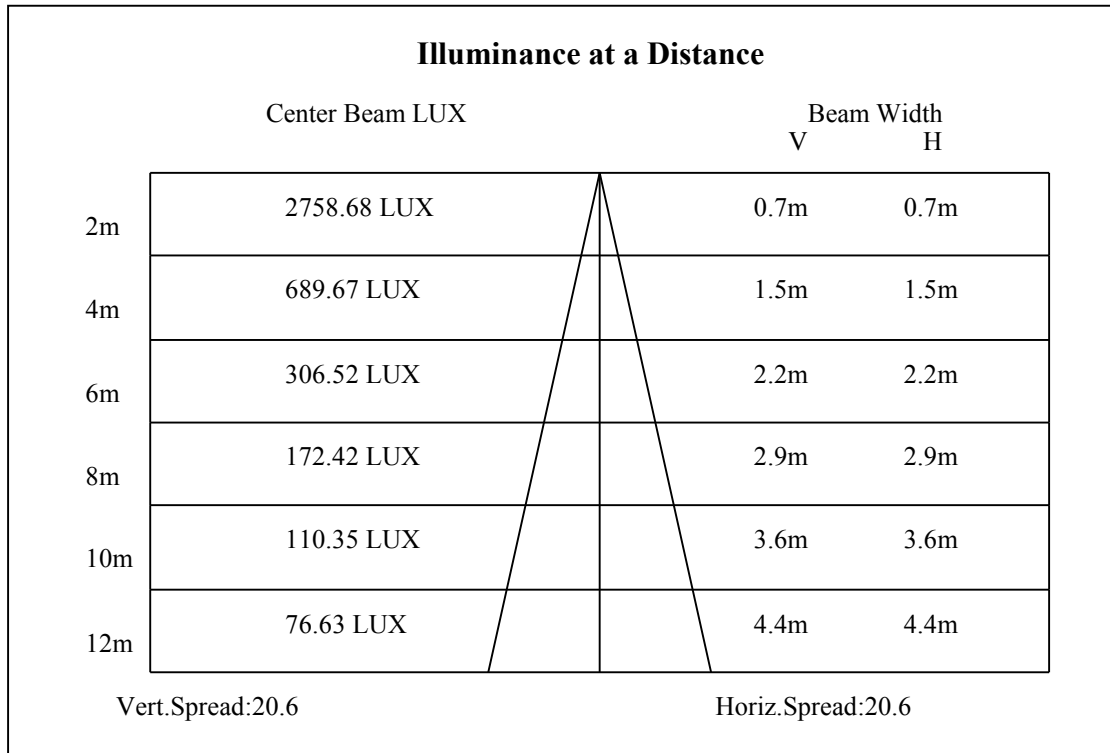 Illuminance at a Distance
Center Beam LUX Beam Width
V H
2m 2758.68 LUX 0.7m 0.7m
4m 689.67 LUX 1.5m 1.5m
6m 306.52 LUX 2.2m 2.2m
8m 172.42 LUX 2.9m 2.9m
10m 110.35 LUX 3.6m 3.6m
12m 76.63 LUX 4.4m 4.4m
Vert.Spread:20.6 Horiz.Spread:20.6